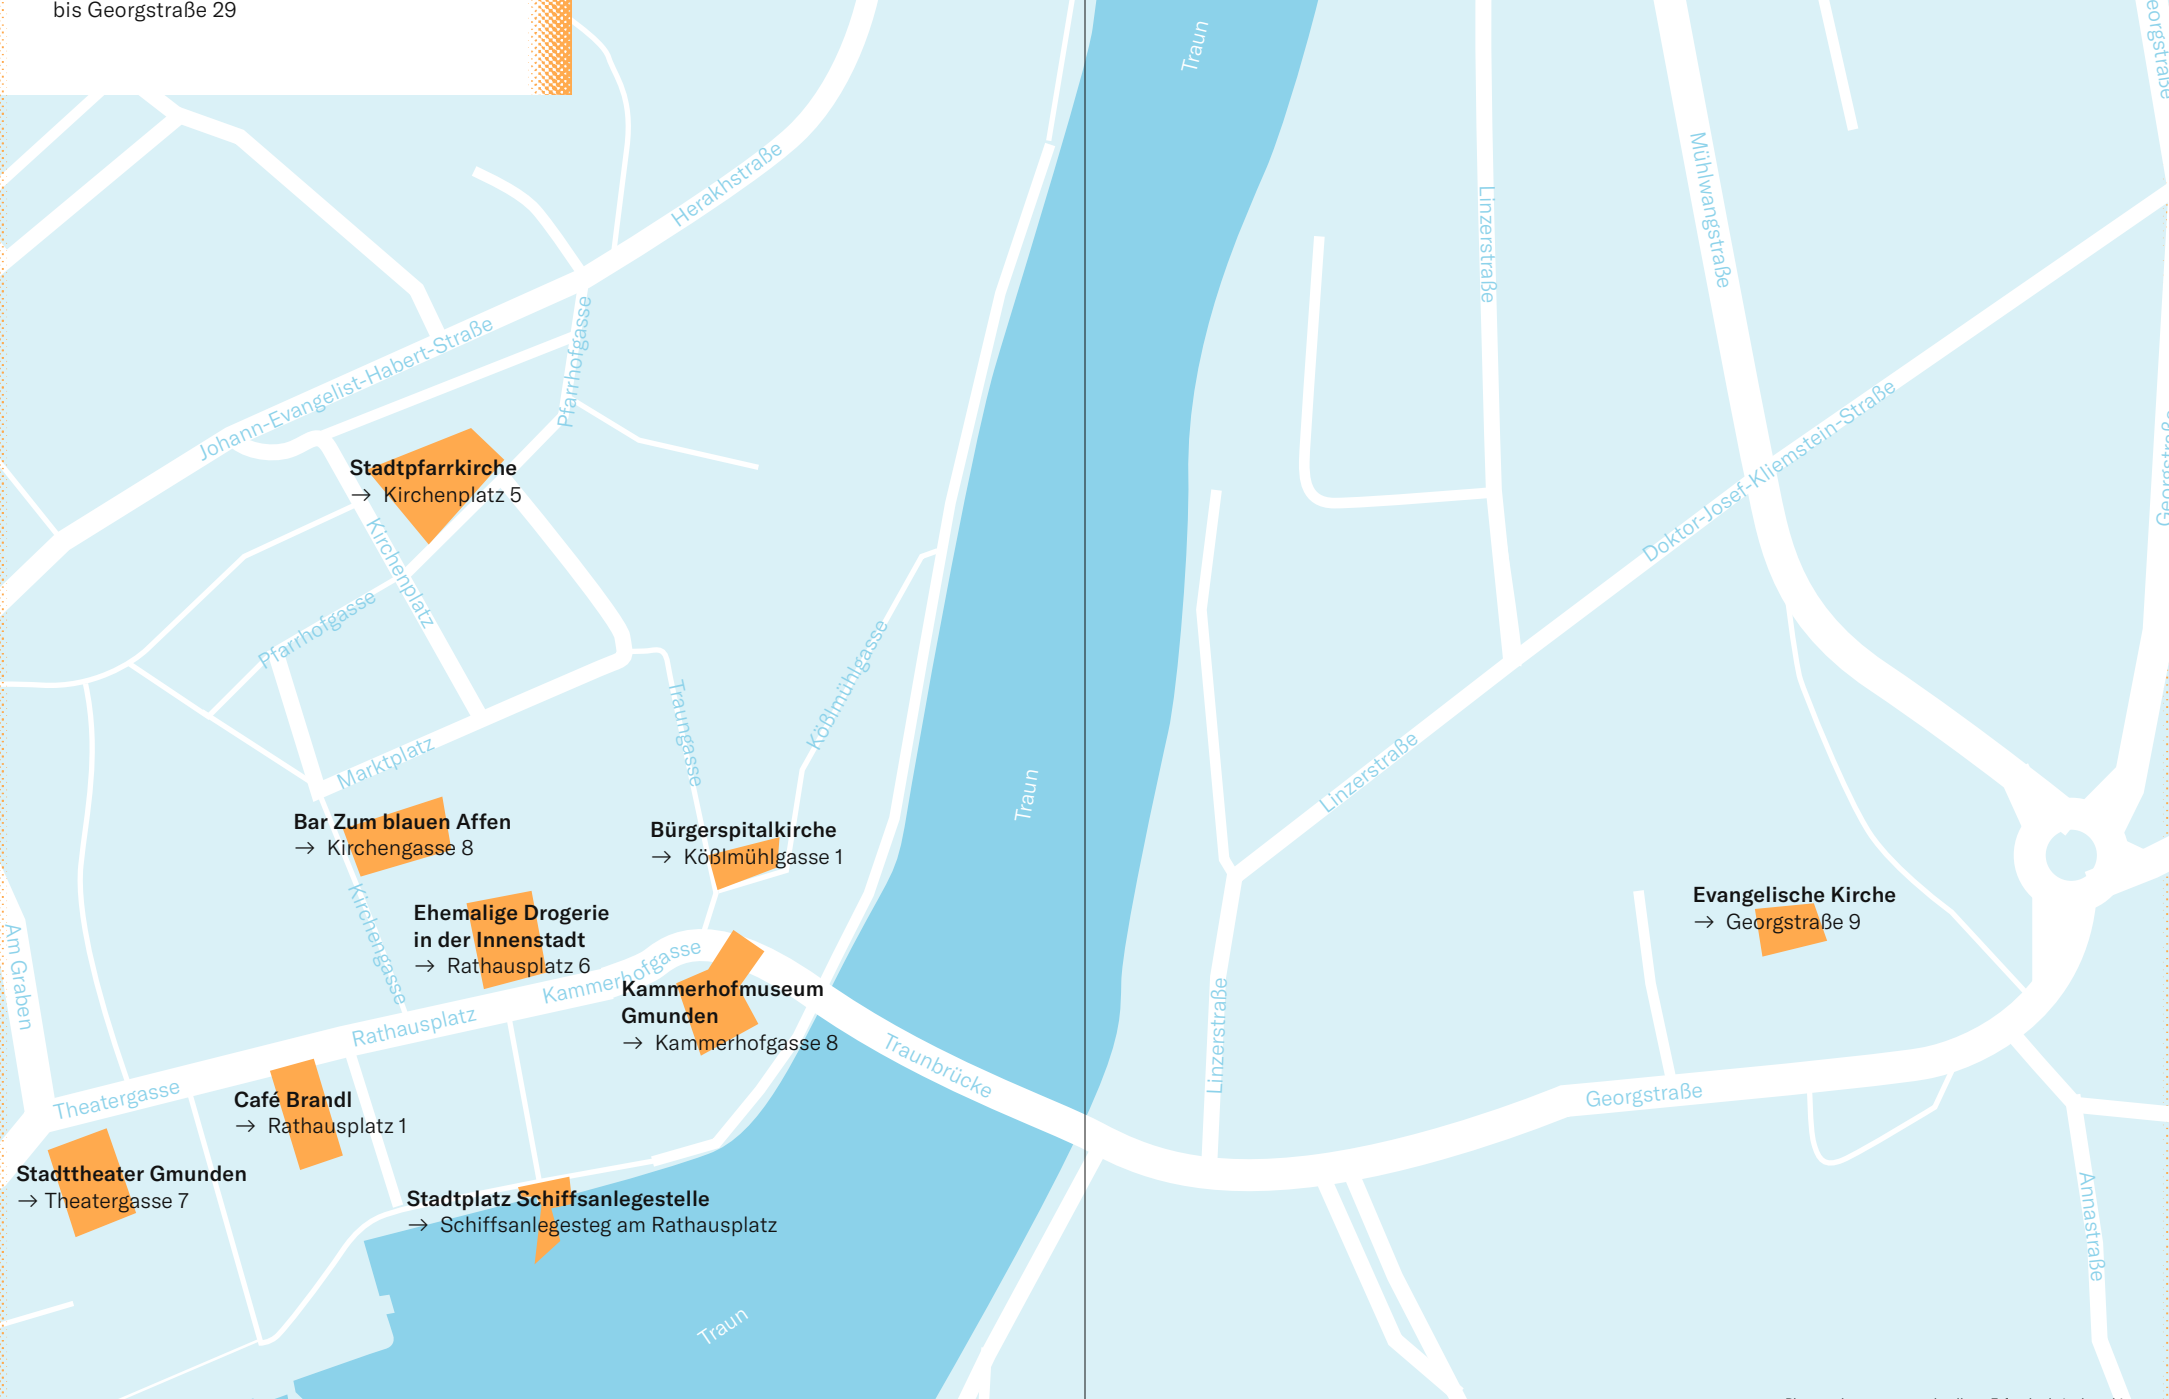 bis Georgstraße 29
Traun
Georgstraße
Mühlwangstraße
Herakhstraße
Linzerstraße
Pfarrhofgasse
Johann-Evangelist-Habert-Straße
Doktor-Josef-Kliemstein-Straße
Georgstraße
Stadtpfarrkirche
→ Kirchenplatz 5
Kirchenplatz
Pfarrhofgasse
Kößlmühlgasse
Traungasse
Marktplatz
Linzerstraße
Traun
Bar Zum blauen Affen
→ Kirchengasse 8
Bürgerspitalkirche
→ Kößlmühlgasse 1
Kirchengasse
Ehemalige Drogerie
in der Innenstadt
→ Rathausplatz 6
Evangelische Kirche
→ Georgstraße 9
Am Graben
Kammerhofgasse
Kammerhofmuseum
Gmunden
→ Kammerhofgasse 8
Rathausplatz
Linzerstraße
Traunbrücke
Theatergasse
Georgstraße
Café Brandl
→ Rathausplatz 1
Stadttheater Gmunden
→ Theatergasse 7
Stadtplatz Schiffsanlegestelle
→ Schiffsanlegesteg am Rathausplatz
Annastraße
Traun